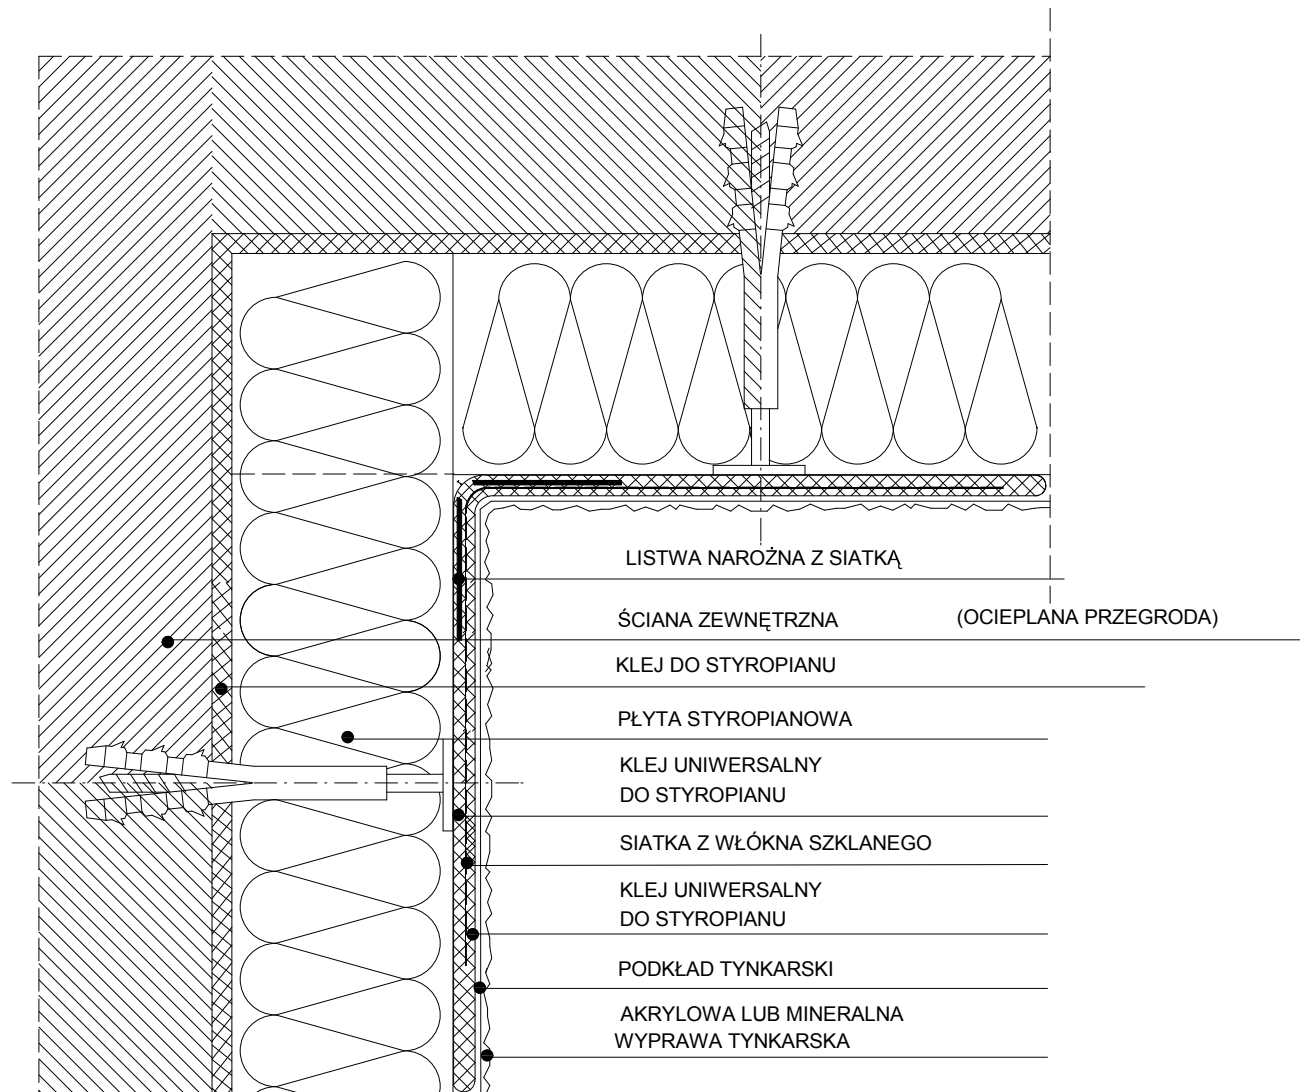 LISTWA NAROŻNA Z SIATKĄ
ŚCIANA ZEWNĘTRZNA (OCIEPLANA PRZEGRODA)
KLEJ DO STYROPIANU
PŁYTA STYROPIANOWA
KLEJ UNIWERSALNY
DO STYROPIANU
SIATKA Z WŁÓKNA SZKLANEGO
KLEJ UNIWERSALNY
DO STYROPIANU
PODKŁAD TYNKARSKI
AKRYLOWA LUB MINERALNA
WYPRAWA TYNKARSKA